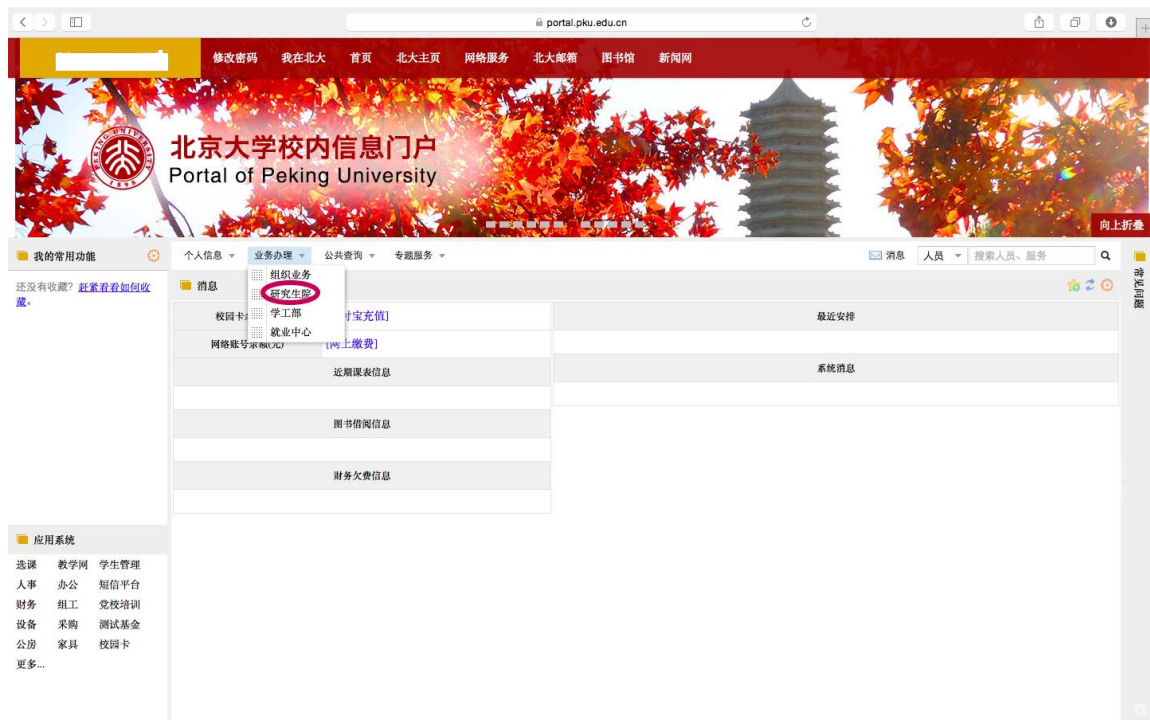 portal.pku.edu.cn
修改密码 我在北大 首页 北大主页 网络服务 北大邮箱 图书馆 新闻网
PEKING UNIVERSITY
1898
北京大学校内信息门户
Portal of Peking University
向上折叠
我的常用功能
个人信息 业务办理 公共查询 专题服务
消息 人员 搜索人员、服务
常见问题
还没有收藏? 赶紧看看如何收
藏。
组织业务
研究生院
学工部
就业中心
消息
校园卡
付宝充值]
网络账号余额(元) [网上缴费]
近期课表信息
图书借阅信息
财务欠费信息
最近安排
系统消息
应用系统
选课 教学网 学生管理
人事 办公 短信平台
财务 组工 党校培训
设备 采购 测试基金
公房 家具 校园卡
更多...